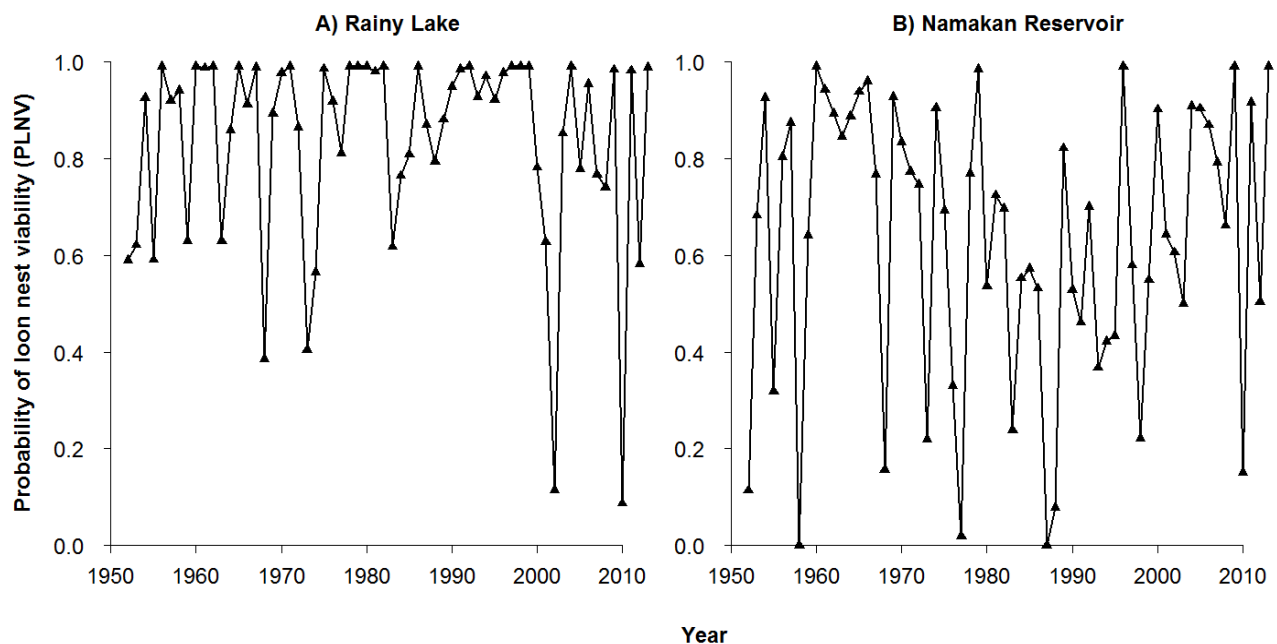 A) Rainy Lake
B) Namakan Reservoir
Probability of loon nest viability (PLNV)
1.0
0.8
0.6
0.4
0.2
0.0
1950 1960 1970 1980 1990 2000 2010
1.0
0.8
0.6
0.4
0.2
0.0
1950 1960 1970 1980 1990 2000 2010
Year